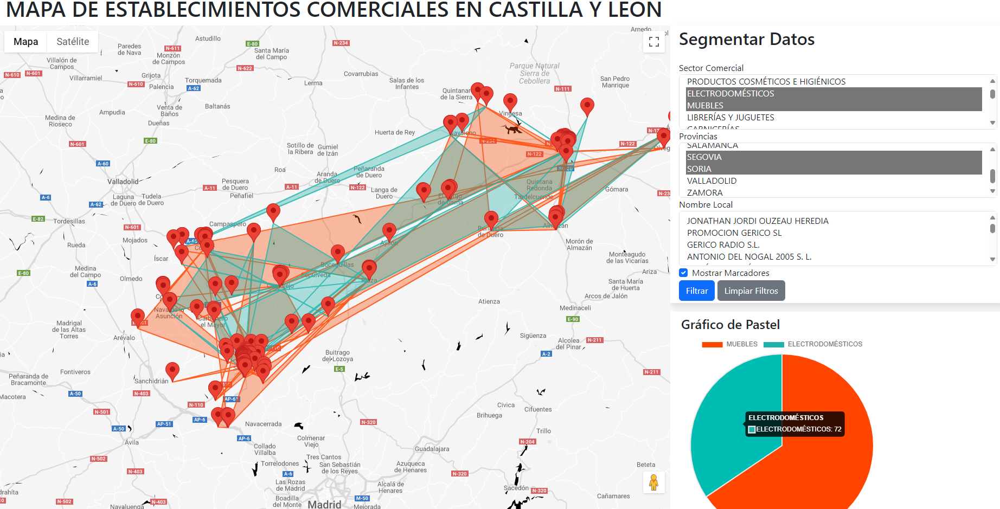 MAPA DE ESTABLECIMIENTOS COMERCIALES EN CASTILLA Y LEON
Mapa
Satélite
Segmentar Datos
Sector Comercial
PRODUCTOS COSMÉTICOS E HIGIÉNICOS
ELECTRODOMÉSTICOS
MUEBLES
LIBRERÍAS Y JUGUETES
CARNICERÍAS
Provincias
SALAMANCA
SEGOVIA
SORIA
VALLADOLID
ZAMORA
Nombre Local
JONATHAN JORDI OUZEAU HEREDIA
PROMOCION GERICO SL
GERICO RADIO S.L.
ANTONIO DEL NOGAL 2005 S. L.
Mostrar Marcadores
Filtrar
Limpiar Filtros
Gráfico de Pastel
MUEBLES
ELECTRODOMÉSTICOS
ELECTRODOMÉSTICOS
ELECTRODOMÉSTICOS: 72
Astudillo
E-80
N-234
Arnedo
Paredes
de Nava
N-611
Santa María
del Campo
Monzón
de Campos
Villalón de
Campos
N-610
N-601
Villarramiel
Grijota
N-622
Covarrubias
Parque Natural
Sierra de
Cebollera
N-610
Palencia
Torquemada
A-62
Lerma
Salas de los
Infantes
N-111
San Pedro
Manrique
Quintanar
de la Sierra
Baltanás
Venta de
Baños
Ampudia
Vinuesa
Medina de
Rioseco
Dueñas
Huerta de Rey
Navaleno
N-234
N-122
N-601
E-80
Sotillo de
la Ribera
Gumiel
de Izán
N-122
A-60
Roa
Peñaranda
de Duero
Aranda
de Duero
Valladolid
Pesquera
de Duero
A-11
A-11
N-122
Quintana
Redonda
Gómara
Peñafiel
Langa de
Duero
Tardelcuende
A-6
Laguna
de Duero
Tudela
de Duero
A-62
E-82
Tordesillas
N-601
Campaspero
Almazán
Berlanga
de Duero
Mojados
Rueda
Ayllón
Morón de
Almazán
Íscar
Boceguillas
Monteagudo
de las Vicarías
E-80
Medina
del Campo
A-6
Olmedo
Sepúlveda
Riaza
Ariza
Santa María
de Huerta
Atienza
Arcos de Jalón
Nava de la
Asunción
Medinaceli
E-90
Madrigal
de las Altas
Torres
Arévalo
Carbonero
el Mayor
Sigüenza
Alcolea
del Pinar
N-211
A-2
Buitrago
del Lozoya
E-5
N-211
Fontiveros
Peñaranda de
Bracamonte
Sanchidrián
A-50
N-403
Macotera
N-110
AP-61
Civica
Cifuentes
N-501
AP-51
AP-6
Navacerrada
Brihuega
N-320
A-50
Trillo
AP-6
Colmenar
Viejo
N-204
Ávila
Collado
Villalba
Guadalajara
N-502
Tres Cantos
Torrelodones
San Sebastián
de los Reyes
Azuqueca
de Henares
Beteta
N-403
A-6
N-320
Las Rozas
de Madrid
Alcalá de
Henares
Sacedón
N-320
Cañamares
N-502
N-403
Boadilla
del Monte
M-50
Madrid
Mejorada
Navaluenga